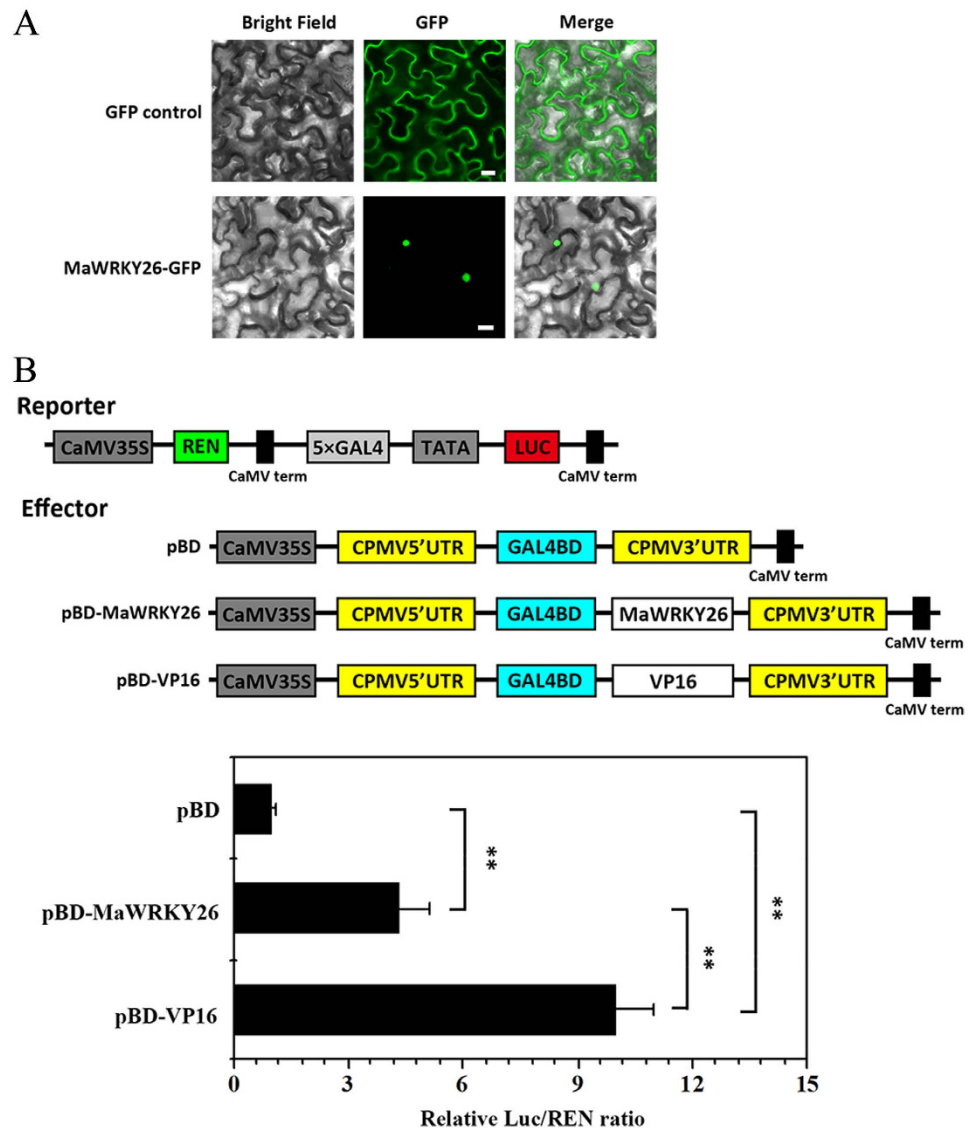 A
Bright Field GFP Merge
GFP control
MaWRKY26-GFP
B
Reporter
CaMV35S REN 5×GAL4 TATA LUC
CaMV term CaMV term
Effector
pBD CaMV35S CPMV5’UTR GAL4BD CPMV3’UTR
CaMV term
pBD-MaWRKY26 CaMV35S CPMV5’UTR GAL4BD MaWRKY26 CPMV3’UTR
CaMV term
pBD-VP16 CaMV35S CPMV5’UTR GAL4BD VP16 CPMV3’UTR
CaMV term
pBD
**
**
pBD-MaWRKY26
**
pBD-VP16
0 3 6 9 12 15
Relative Luc/REN ratio